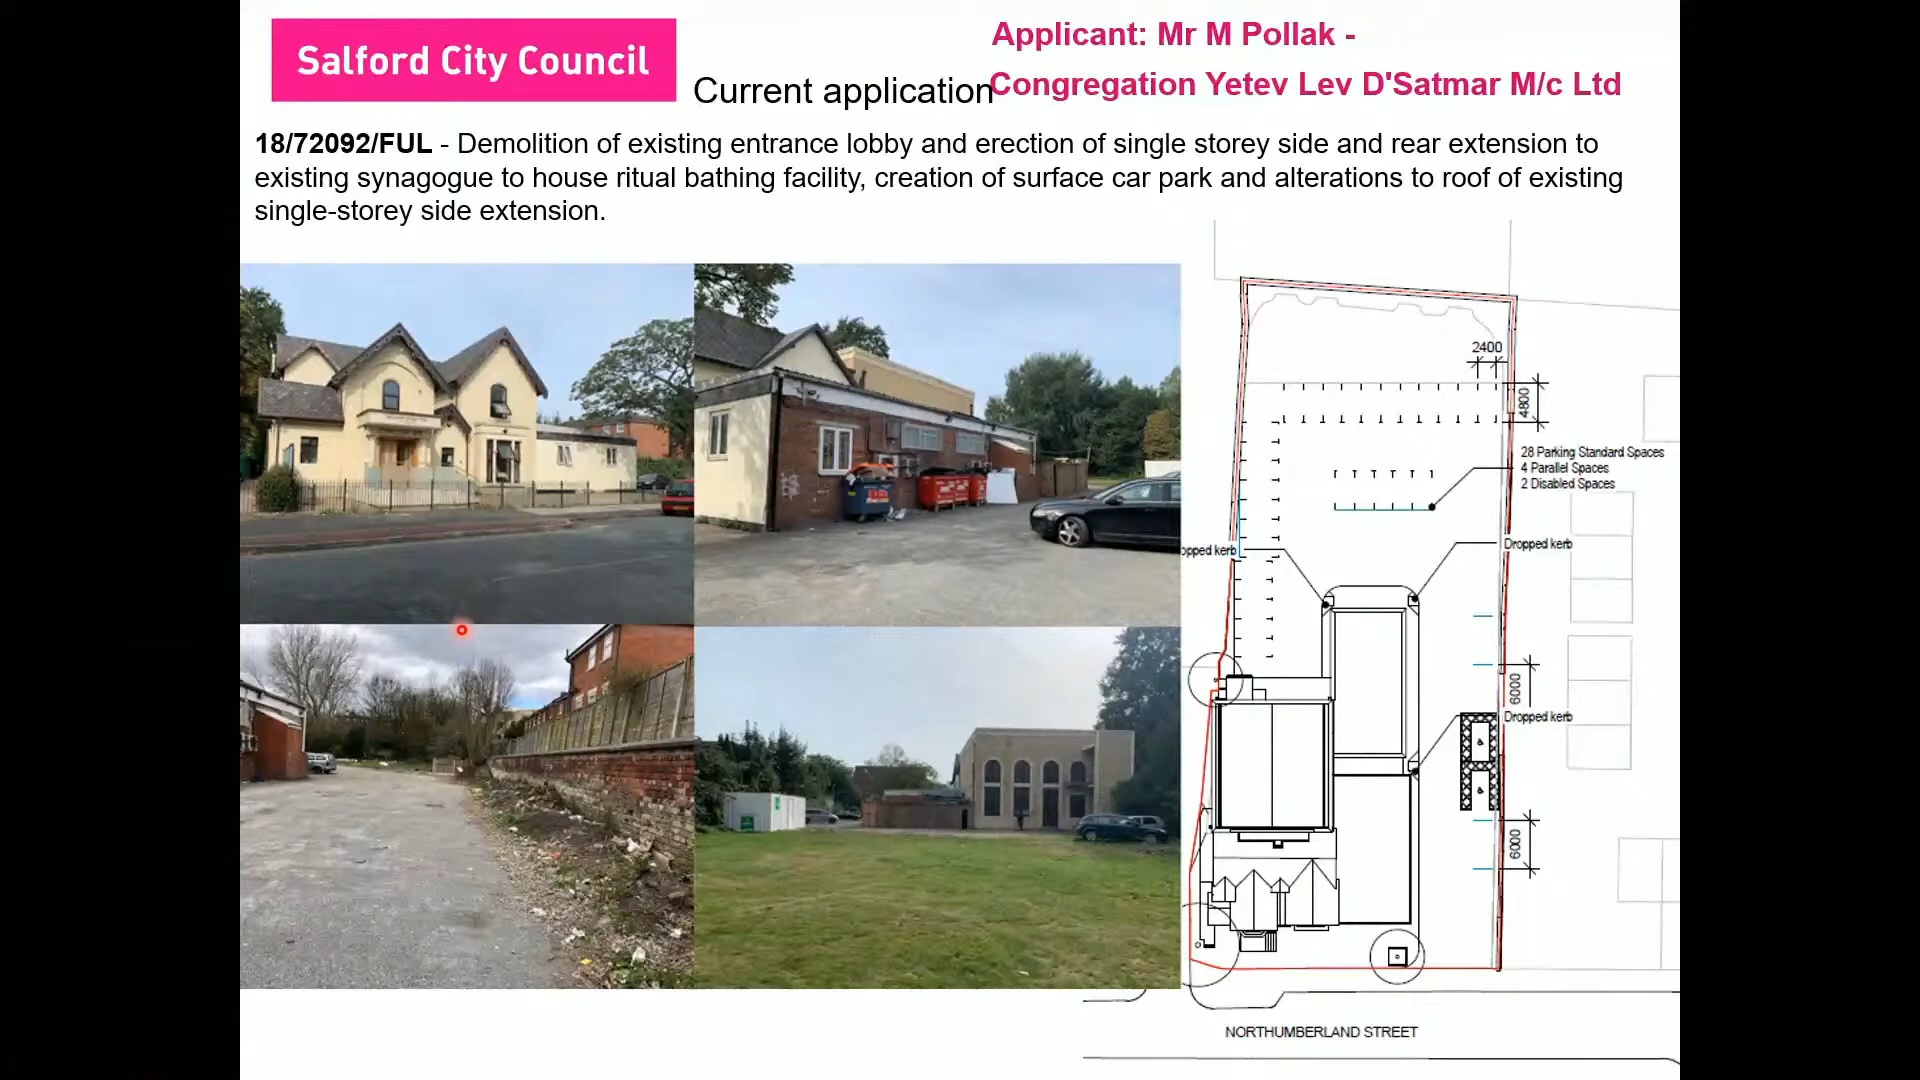 Salford City Council
Applicant: Mr M Pollak -
Congregation Yetev Lev D'Satmar M/c Ltd
Current application
18/72092/FUL - Demolition of existing entrance lobby and erection of single storey side and rear extension to
existing synagogue to house ritual bathing facility, creation of surface car park and alterations to roof of existing
single-storey side extension.
2400
4800
28 Parking Standard Spaces
4 Parallel Spaces
2 Disabled Spaces
opped kerb
Dropped kerb
6000
Dropped kerb
6000
NORTHUMBERLAND STREET